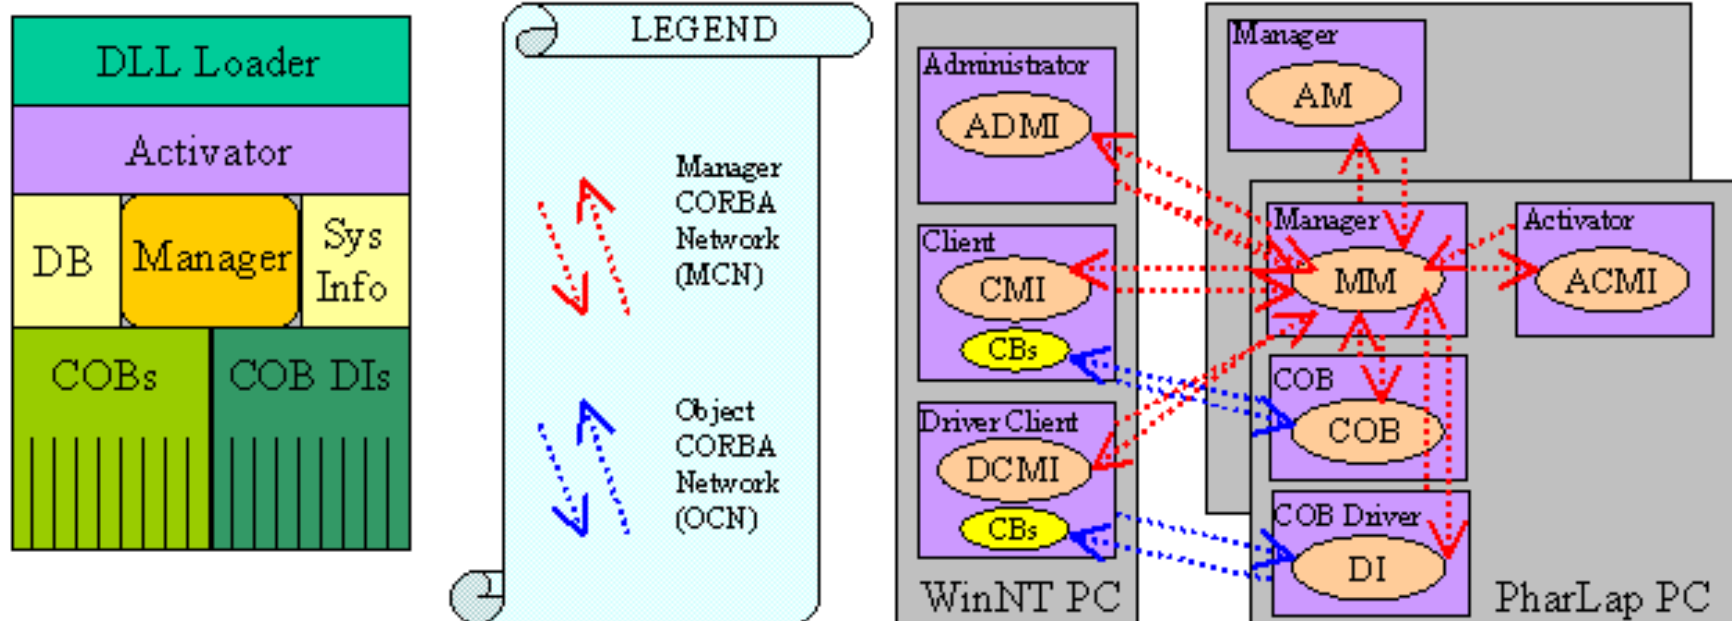 DLL Loader
Activator
DB
Manager
Sys
Info
COBs
COB DIs
LEGEND
Manager
CORBA
Network
(MCN)
Object
CORBA
Network
(OCN)
Administrator
ADMI
Client
CMI
CBs
Driver Client
DCMI
CBs
WinNT PC
Manager
AM
Manager
MM
Activator
ACMI
COB
COB
COB Driver
DI
PharLap PC